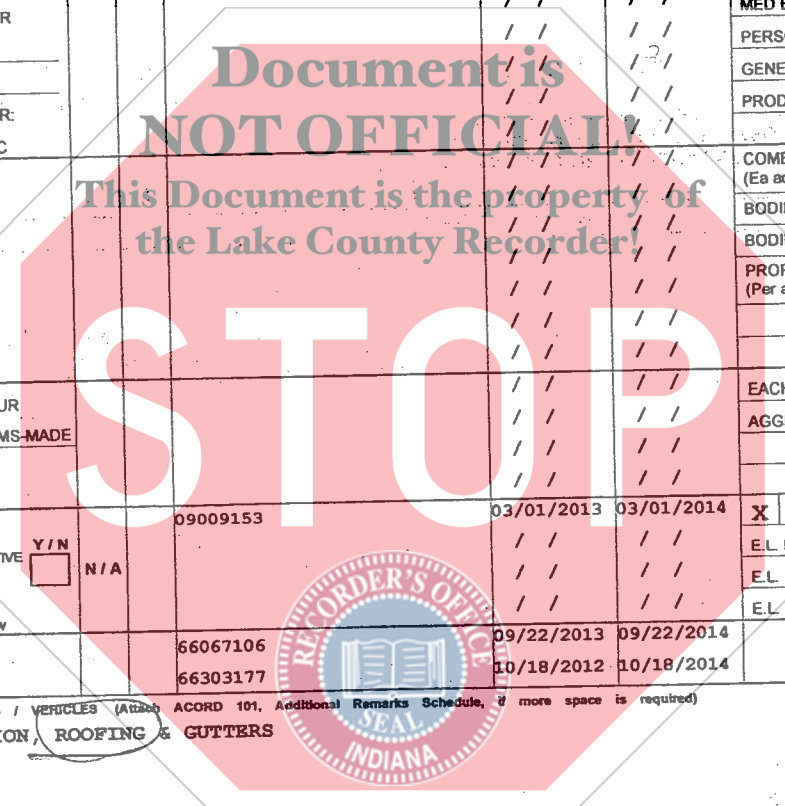 R
MED
PERS
GENE
PROD
R:
C
Document is
NOT OFFICIAL!
This Document is the property of
the Lake County Recorder!
COMB
(Ea ac
BODI
BODI
PROP
(Per a
STOP
UR
MS-MADE
EACH
AGG
09009153 03/01/2013 03/01/2014 X
TIVE Y / N N / A
E.L.
E.L.
E.L.
66067106 09/22/2013 09/22/2014
66303177 10/18/2012 10/18/2014
RECORDER'S OFFICE
SEAL
INDIANA
/ VEHICLES (Attach ACORD 101, Additional Remarks Schedule, if more space is required)
ION, ROOFING & GUTTERS